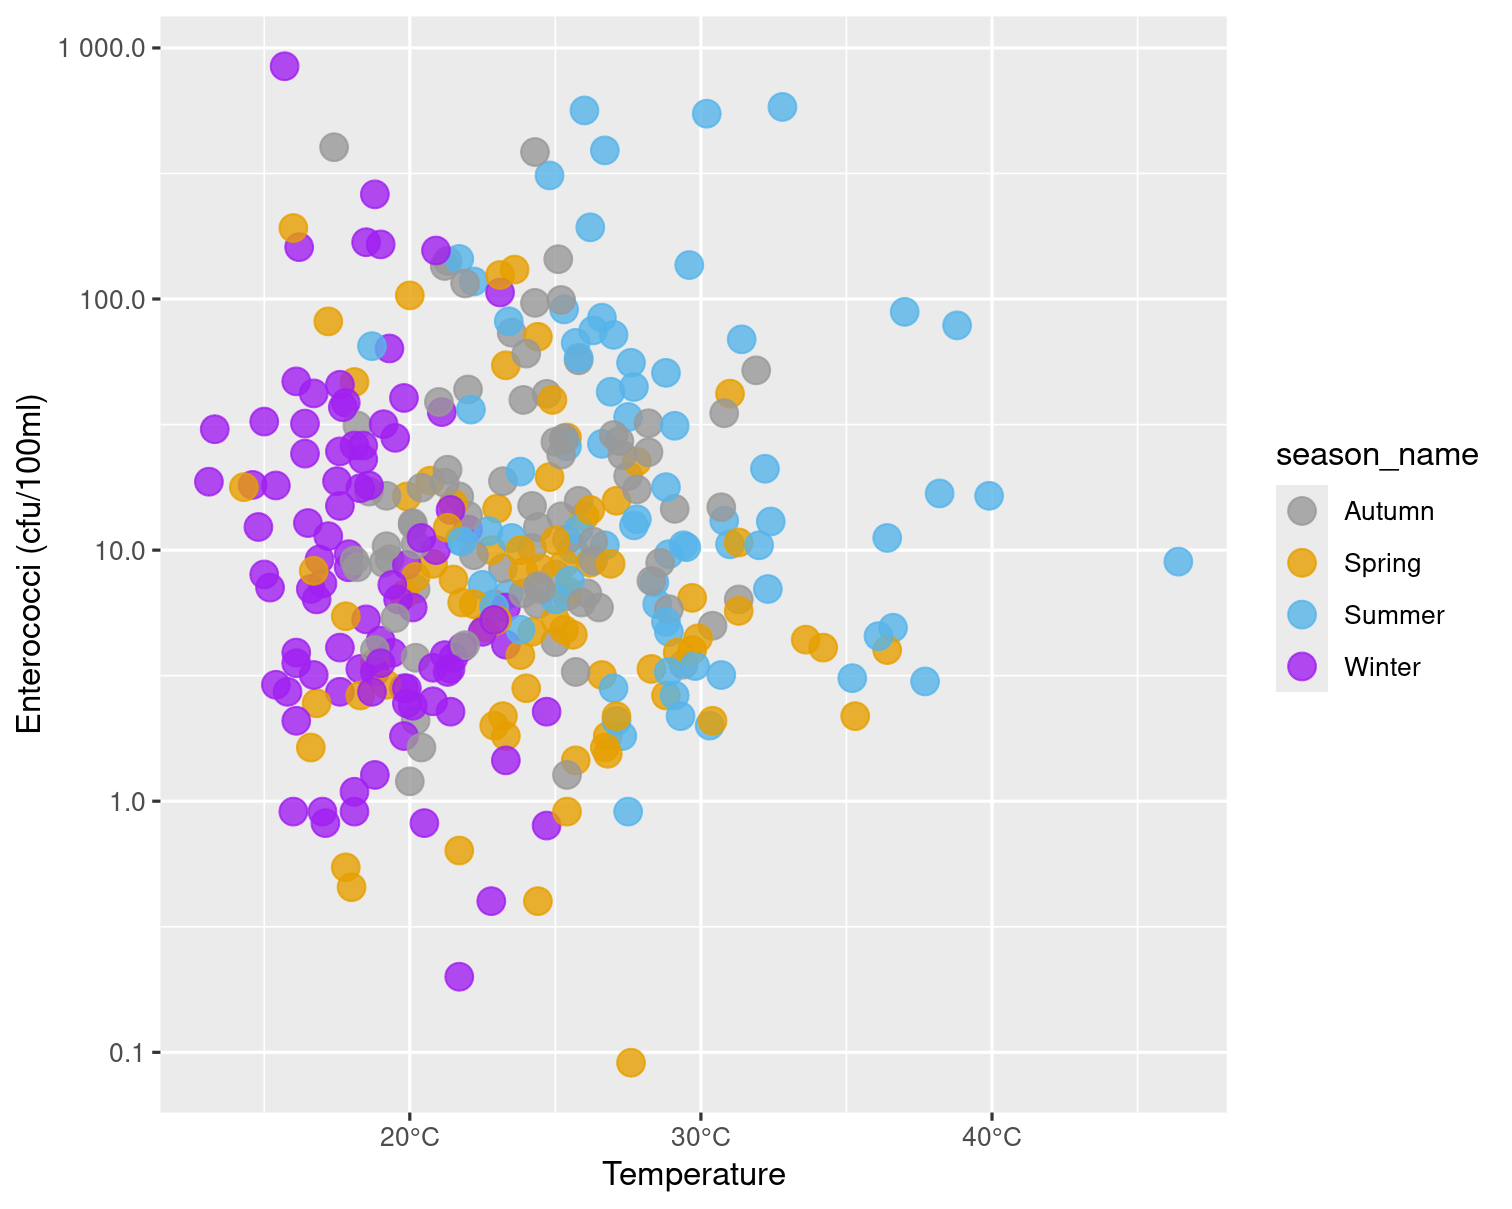 1 000.0
100.0
10.0
1.0
0.1
Enterococci (cfu/100ml)
20°C
30°C
40°C
Temperature
season_name
Autumn
Spring
Summer
Winter